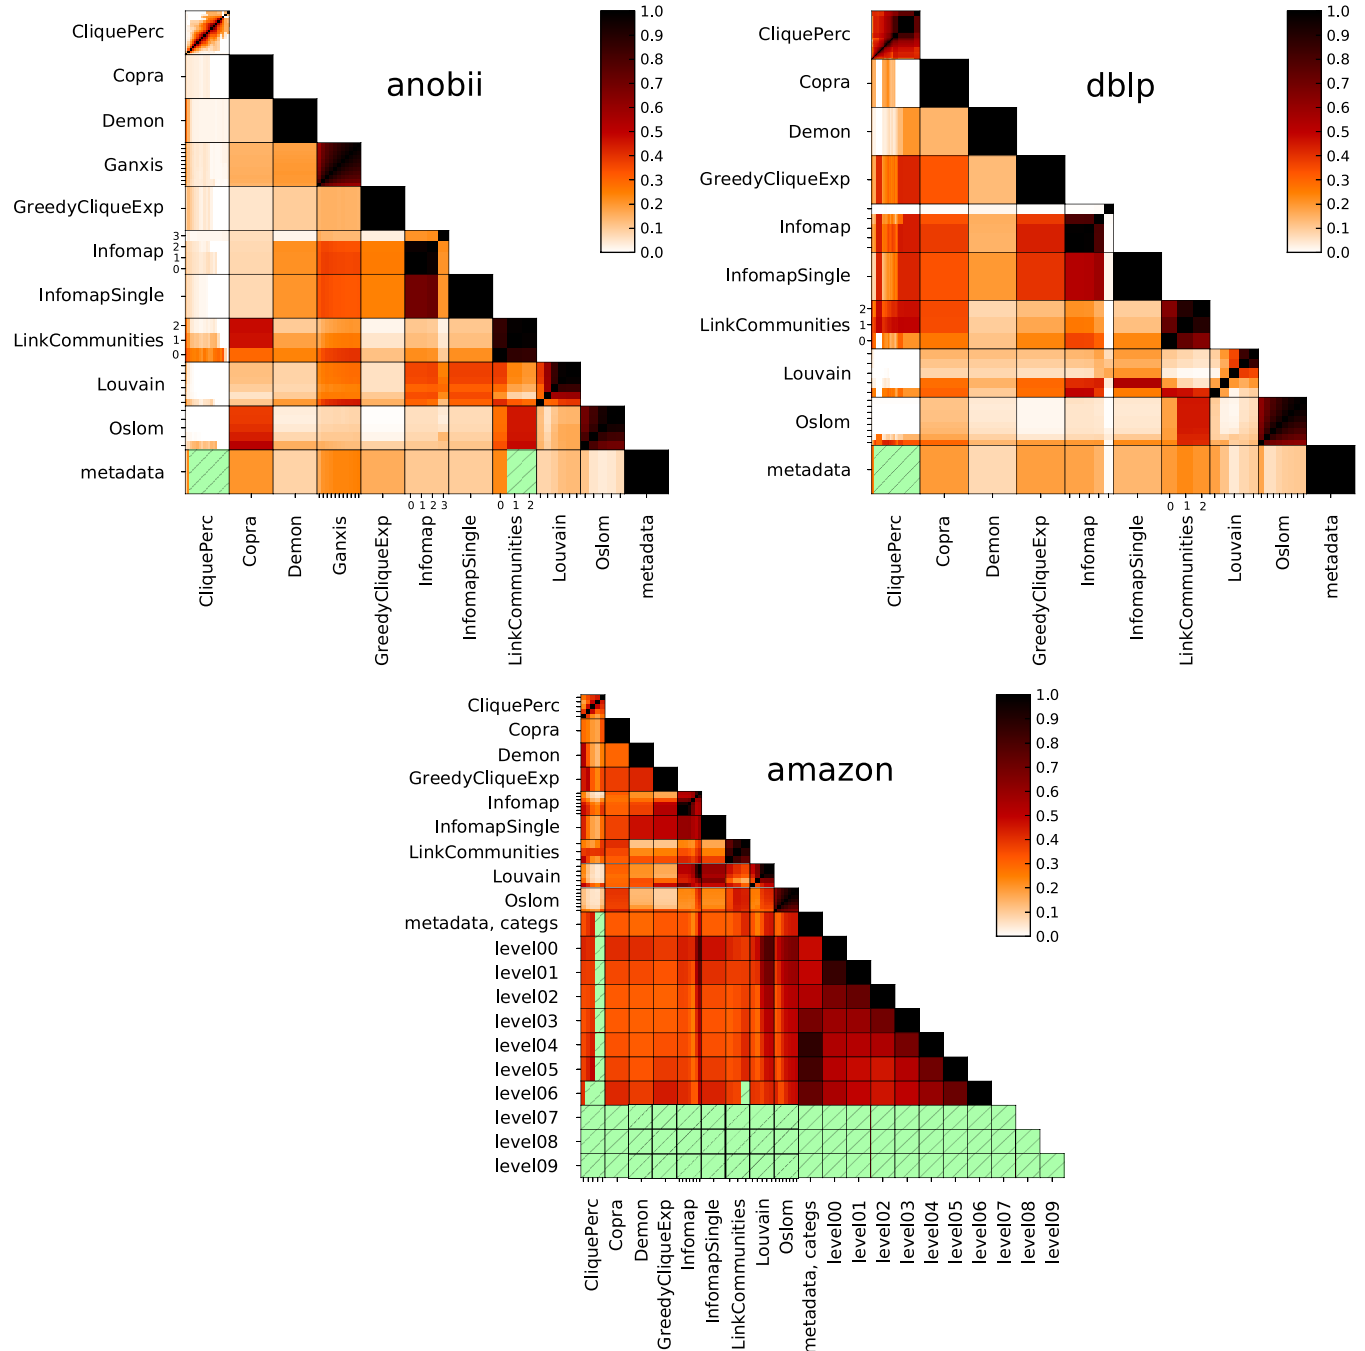 anobii
CliquePerc
Copra
Demon
Ganxis
GreedyCliqueExp
Infomap
InfomapSingle
LinkCommunities
Louvain
Oslom
metadata
3
2
1
0
2
1
0
0 1 2 3
0 1 2
CliquePerc
Copra
Demon
Ganxis
GreedyCliqueExp
Infomap
InfomapSingle
LinkCommunities
Louvain
Oslom
metadata
1.0
0.9
0.8
0.7
0.6
0.5
0.4
0.3
0.2
0.1
0.0
dblp
CliquePerc
Copra
Demon
GreedyCliqueExp
Infomap
InfomapSingle
LinkCommunities
Louvain
Oslom
metadata
2
1
0
0 1 2
CliquePerc
Copra
Demon
GreedyCliqueExp
Infomap
InfomapSingle
LinkCommunities
Louvain
Oslom
metadata
1.0
0.9
0.8
0.7
0.6
0.5
0.4
0.3
0.2
0.1
0.0
amazon
CliquePerc
Copra
Demon
GreedyCliqueExp
Infomap
InfomapSingle
LinkCommunities
Louvain
Oslom
metadata, categs
level00
level01
level02
level03
level04
level05
level06
level07
level08
level09
CliquePerc
Copra
Demon
GreedyCliqueExp
Infomap
InfomapSingle
LinkCommunities
Louvain
Oslom
metadata, categs
level00
level01
level02
level03
level04
level05
level06
level07
level08
level09
1.0
0.9
0.8
0.7
0.6
0.5
0.4
0.3
0.2
0.1
0.0